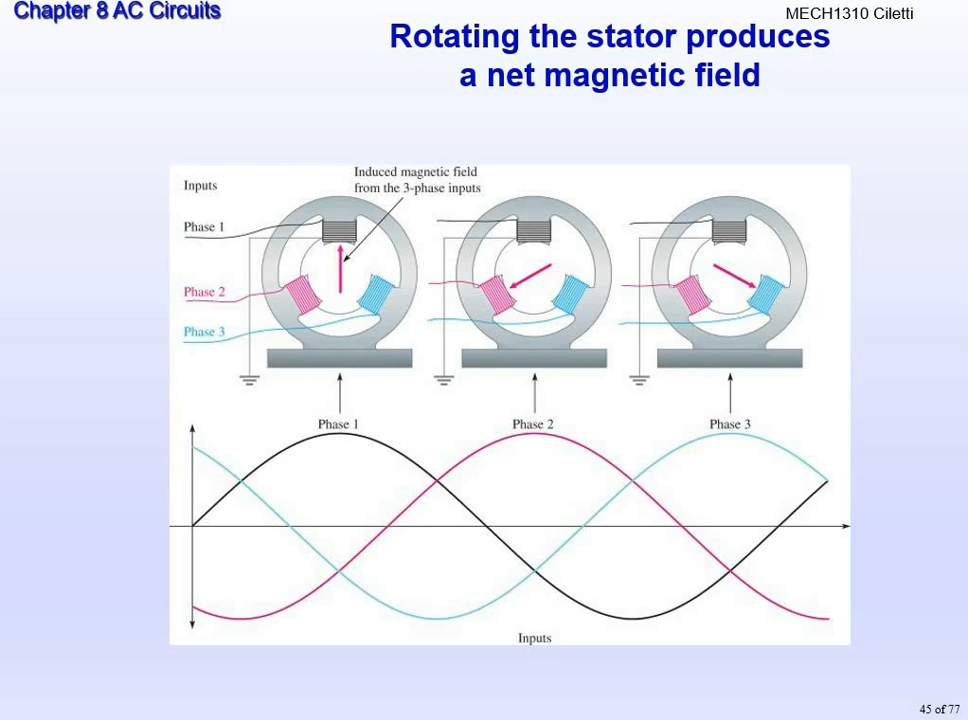 Chapter 8 AC Circuits
MECH1310 Ciletti
Rotating the stator produces
a net magnetic field
Induced magnetic field
from the 3-phase inputs
Inputs
Phase 1
Phase 2
Phase 3
Phase 1
Phase 2
Phase 3
Inputs
45 of 77